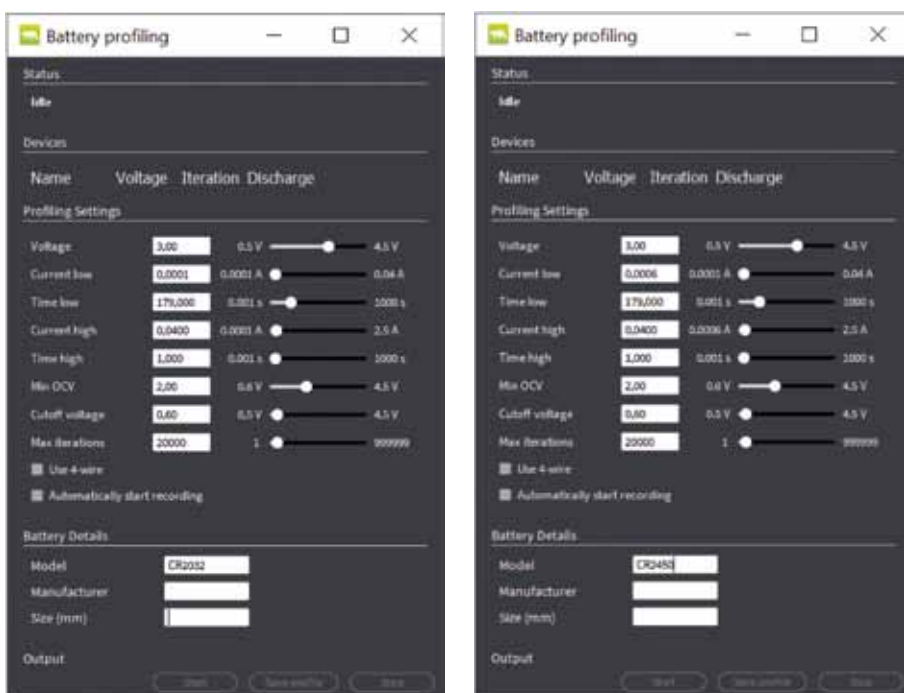 Battery profiling
Status
Idle
Devices
Name Voltage Iteration Discharge
Profiling Settings
Voltage 3,00 0.5 V 4.5 V
Current low 0,0001 0.0001 A 0.04 A
Time low 179,000 0.001 s 1000 s
Current high 0,0400 0.0001 A 2.5 A
Time high 1,000 0.001 s 1000 s
Min OCV 2,00 0.6 V 4.5 V
Cutoff voltage 0,60 0.5 V 4.5 V
Max iterations 20000 1 999999
Use 4-wire
Automatically start recording
Battery Details
Model CR2032
Manufacturer
Size (mm)
Output
Start Save profile Stop
Battery profiling
Status
Idle
Devices
Name Voltage Iteration Discharge
Profiling Settings
Voltage 3,00 0.5 V 4.5 V
Current low 0,0006 0.0001 A 0.04 A
Time low 179,000 0.001 s 1000 s
Current high 0,0400 0.0006 A 2.5 A
Time high 1,000 0.001 s 1000 s
Min OCV 2,00 0.6 V 4.5 V
Cutoff voltage 0,60 0.5 V 4.5 V
Max iterations 20000 1 999999
Use 4-wire
Automatically start recording
Battery Details
Model CR2450
Manufacturer
Size (mm)
Output
Start Save profile